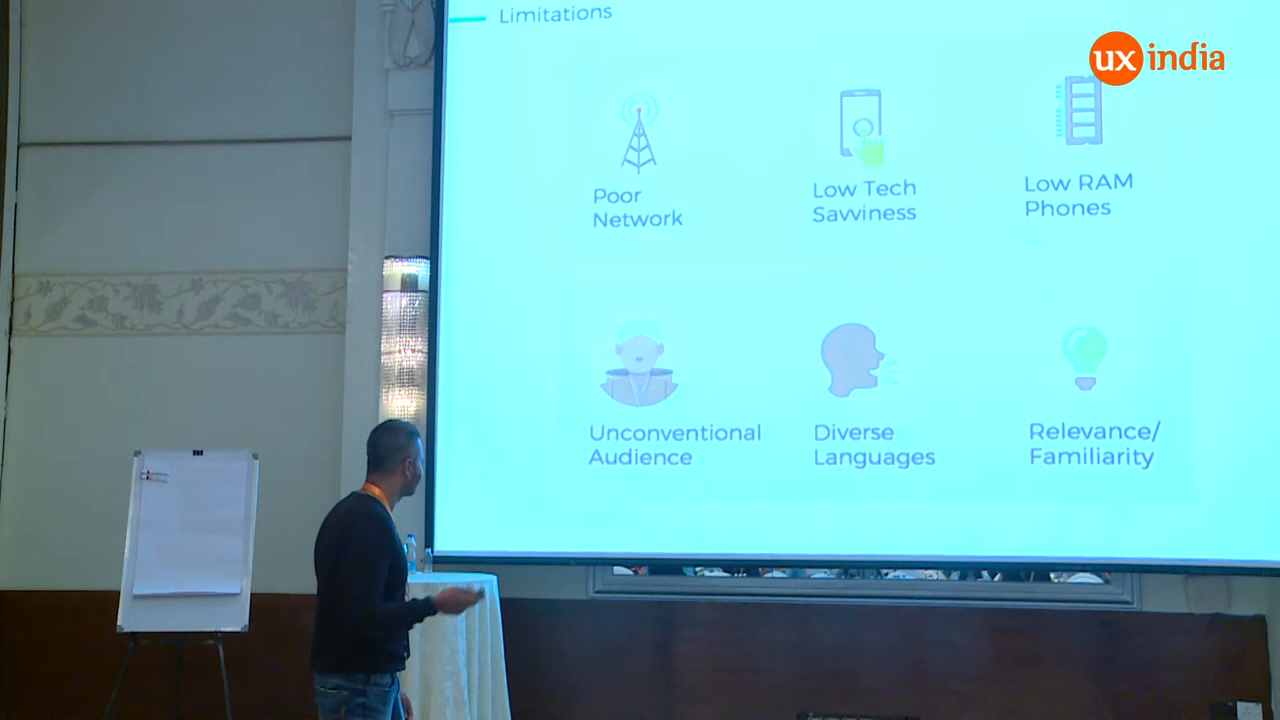 Limitations
ux india
Poor
Network
Low Tech
Savviness
Low RAM
Phones
Unconventional
Audience
Diverse
Languages
Relevance/
Familiarity